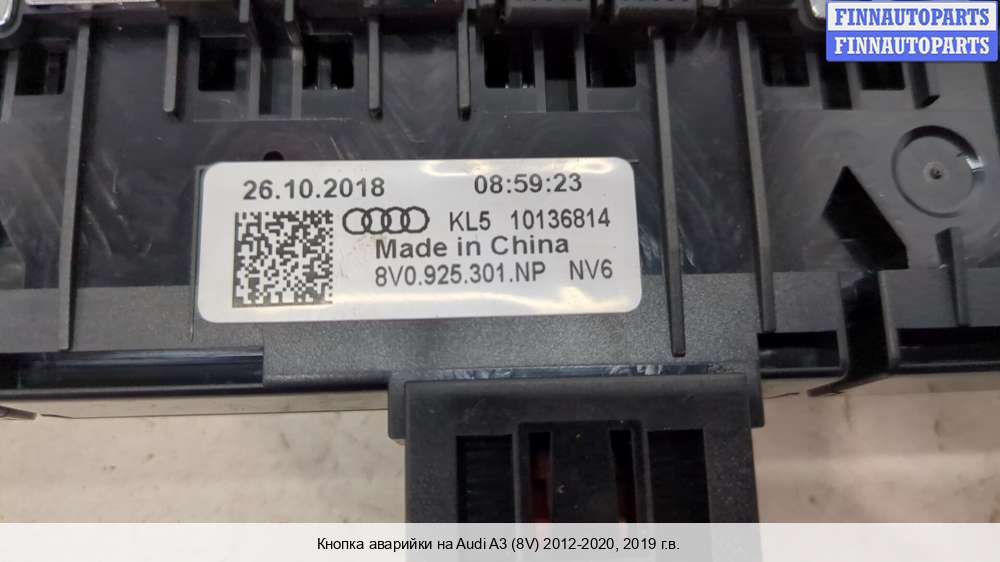 FINNAUTOPARTS
FINNAUTOPARTS
26.10.2018 08:59:23
KL5 10136814
Made in China
8V0.925.301.NP NV6
Кнопка аварийки на Audi A3 (8V) 2012-2020, 2019 г.в.